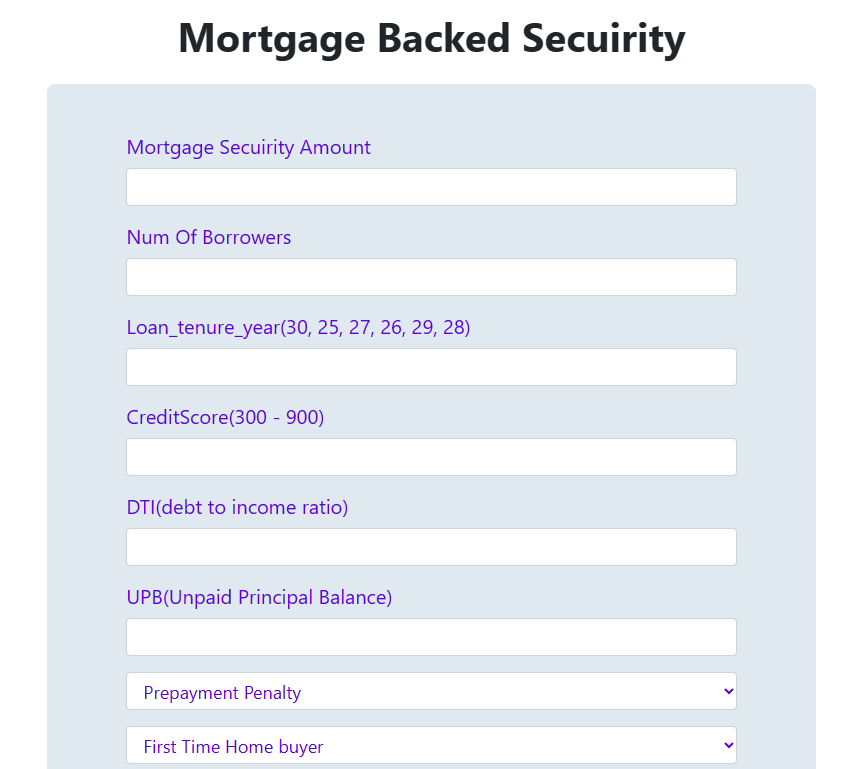 Mortgage Backed Secuirity
Mortgage Secuirity Amount
Num Of Borrowers
Loan_tenure_year(30, 25, 27, 26, 29, 28)
CreditScore(300 - 900)
DTI(debt to income ratio)
UPB(Unpaid Principal Balance)
Prepayment Penalty
First Time Home buyer